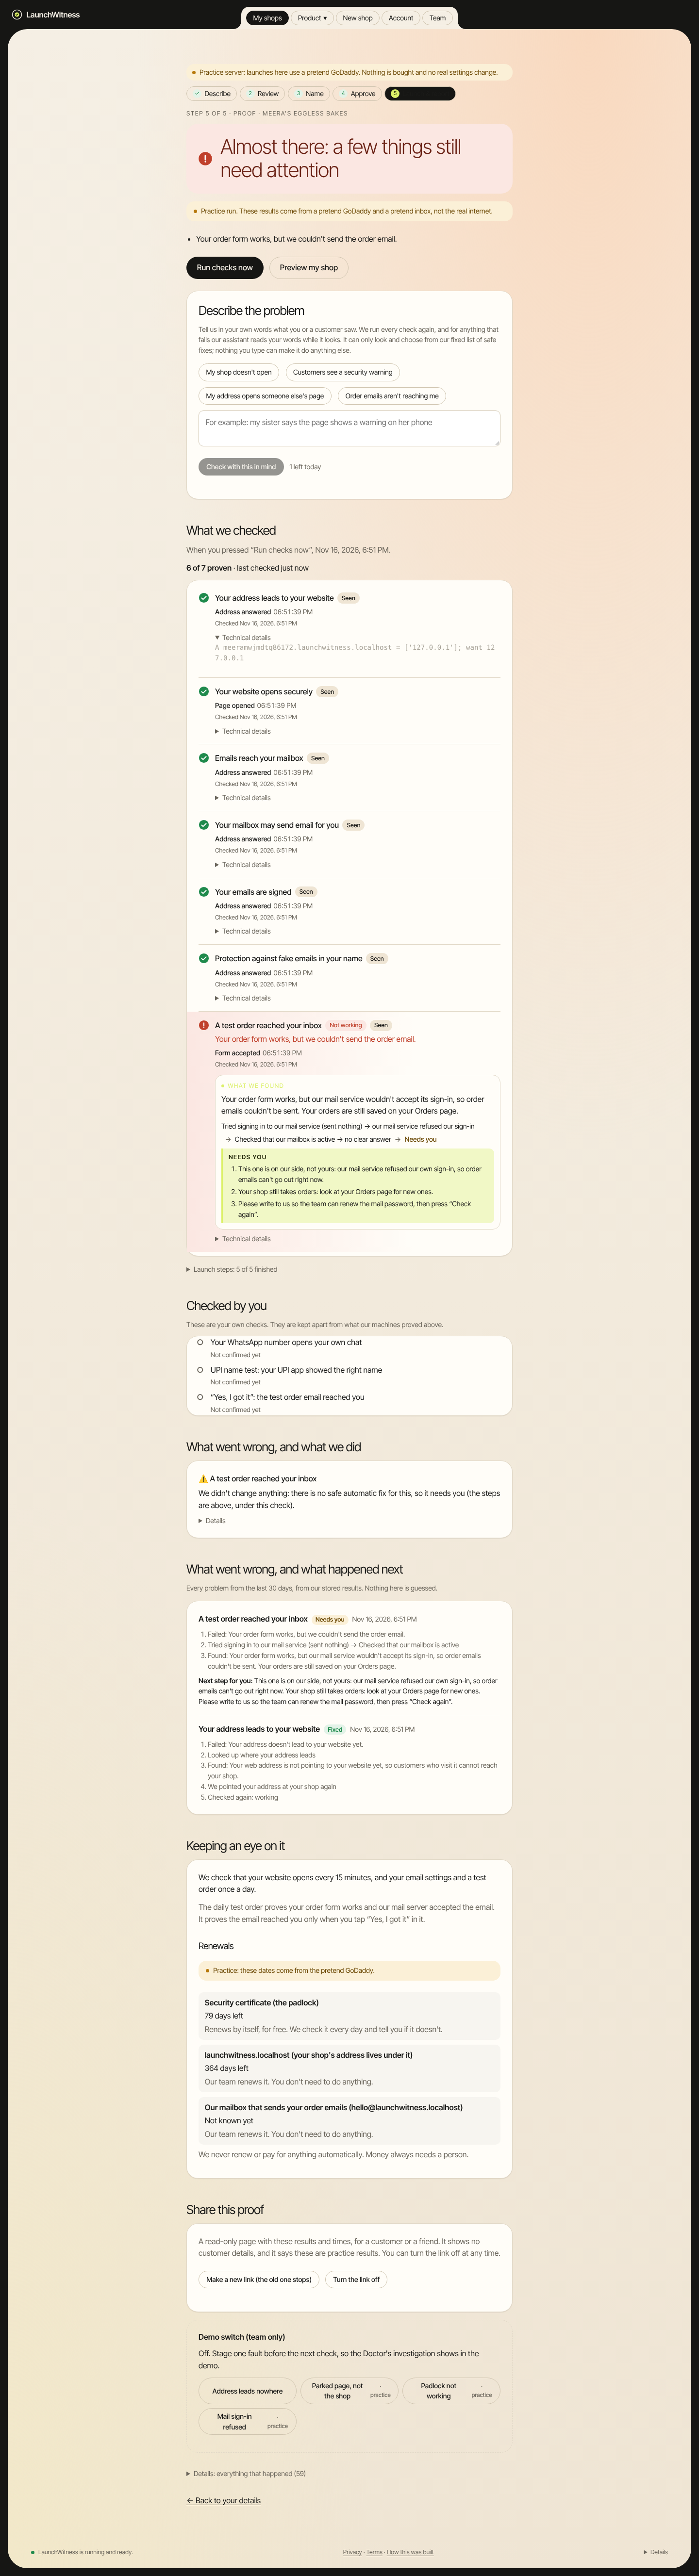 LaunchWitness
My shops
Product ▾
New shop
Account
Team
Practice server: launches here use a pretend GoDaddy. Nothing is bought and no real settings change.
✓ Describe
2 Review
3 Name
4 Approve
5
STEP 5 OF 5 · PROOF · MEERA'S EGGLESS BAKES
Almost there: a few things still
need attention
Practice run. These results come from a pretend GoDaddy and a pretend inbox, not the real internet.
• Your order form works, but we couldn't send the order email.
Run checks now
Preview my shop
Describe the problem
Tell us in your own words what you or a customer saw. We run every check again, and for anything that
fails our assistant reads your words while it looks. It can only look and choose from our fixed list of safe
fixes; nothing you type can make it do anything else.
My shop doesn't open
Customers see a security warning
My address opens someone else's page
Order emails aren't reaching me
For example: my sister says the page shows a warning on her phone
Check with this in mind
1 left today
What we checked
When you pressed “Run checks now”, Nov 16, 2026, 6:51 PM.
6 of 7 proven · last checked just now
Your address leads to your website Seen
Address answered 06:51:39 PM
Checked Nov 16, 2026, 6:51 PM
▼ Technical details
A meeramwjmdtq86172.launchwitness.localhost = ['127.0.0.1']; want 12
7.0.0.1
Your website opens securely Seen
Page opened 06:51:39 PM
Checked Nov 16, 2026, 6:51 PM
▶ Technical details
Emails reach your mailbox Seen
Address answered 06:51:39 PM
Checked Nov 16, 2026, 6:51 PM
▶ Technical details
Your mailbox may send email for you Seen
Address answered 06:51:39 PM
Checked Nov 16, 2026, 6:51 PM
▶ Technical details
Your emails are signed Seen
Address answered 06:51:39 PM
Checked Nov 16, 2026, 6:51 PM
▶ Technical details
Protection against fake emails in your name Seen
Address answered 06:51:39 PM
Checked Nov 16, 2026, 6:51 PM
▶ Technical details
A test order reached your inbox Not working Seen
Your order form works, but we couldn't send the order email.
Form accepted 06:51:39 PM
Checked Nov 16, 2026, 6:51 PM
WHAT WE FOUND
Your order form works, but our mail service wouldn't accept its sign-in, so order
emails couldn't be sent. Your orders are still saved on your Orders page.
Tried signing in to our mail service (sent nothing) → our mail service refused our sign-in
→ Checked that our mailbox is active → no clear answer → Needs you
NEEDS YOU
1. This one is on our side, not yours: our mail service refused our own sign-in, so order
emails can't go out right now.
2. Your shop still takes orders: look at your Orders page for new ones.
3. Please write to us so the team can renew the mail password, then press “Check
again”.
▶ Technical details
▶ Launch steps: 5 of 5 finished
Checked by you
These are your own checks. They are kept apart from what our machines proved above.
Your WhatsApp number opens your own chat
Not confirmed yet
UPI name test: your UPI app showed the right name
Not confirmed yet
“Yes, I got it”: the test order email reached you
Not confirmed yet
What went wrong, and what we did
⚠️ A test order reached your inbox
We didn't change anything: there is no safe automatic fix for this, so it needs you (the steps
are above, under this check).
▶ Details
What went wrong, and what happened next
Every problem from the last 30 days, from our stored results. Nothing here is guessed.
A test order reached your inbox Needs you Nov 16, 2026, 6:51 PM
1. Failed: Your order form works, but we couldn't send the order email.
2. Tried signing in to our mail service (sent nothing) → Checked that our mailbox is active
3. Found: Your order form works, but our mail service wouldn't accept its sign-in, so order emails
couldn't be sent. Your orders are still saved on your Orders page.
Next step for you: This one is on our side, not yours: our mail service refused our own sign-in, so order
emails can't go out right now. Your shop still takes orders: look at your Orders page for new ones.
Please write to us so the team can renew the mail password, then press “Check again”.
Your address leads to your website Fixed Nov 16, 2026, 6:51 PM
1. Failed: Your address doesn't lead to your website yet.
2. Looked up where your address leads
3. Found: Your web address is not pointing to your website yet, so customers who visit it cannot reach
your shop.
4. We pointed your address at your shop again
5. Checked again: working
Keeping an eye on it
We check that your website opens every 15 minutes, and your email settings and a test
order once a day.
The daily test order proves your order form works and our mail server accepted the email.
It proves the email reached you only when you tap “Yes, I got it” in it.
Renewals
Practice: these dates come from the pretend GoDaddy.
Security certificate (the padlock)
79 days left
Renews by itself, for free. We check it every day and tell you if it doesn't.
launchwitness.localhost (your shop's address lives under it)
364 days left
Our team renews it. You don't need to do anything.
Our mailbox that sends your order emails (hello@launchwitness.localhost)
Not known yet
Our team renews it. You don't need to do anything.
We never renew or pay for anything automatically. Money always needs a person.
Share this proof
A read-only page with these results and times, for a customer or a friend. It shows no
customer details, and it says these are practice results. You can turn the link off at any time.
Make a new link (the old one stops)
Turn the link off
Demo switch (team only)
Off. Stage one fault before the next check, so the Doctor's investigation shows in the
demo.
Address leads nowhere
Parked page, not
the shop
· practice
Padlock not
working
· practice
Mail sign-in
refused
· practice
▶ Details: everything that happened (59)
← Back to your details
LaunchWitness is running and ready.
Privacy · Terms · How this was built
▶ Details